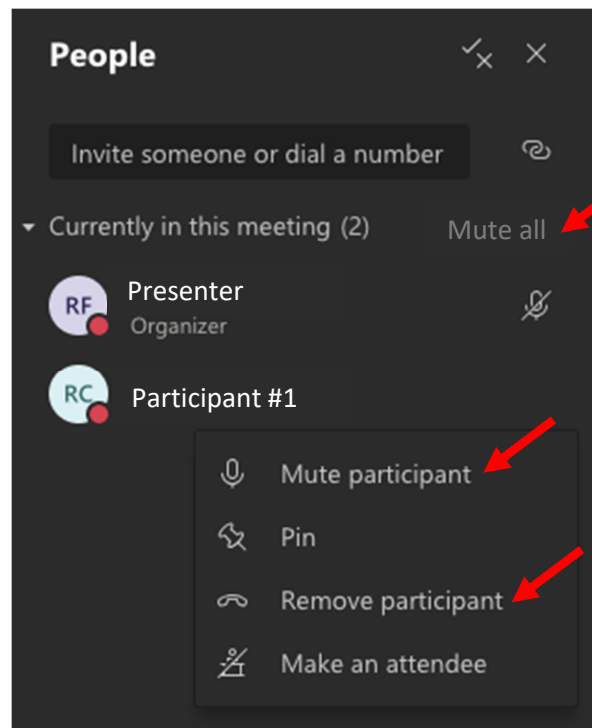 People
Invite someone or dial a number
Currently in this meeting (2) Mute all
RF Presenter
Organizer
RC Participant #1
Mute participant
Pin
Remove participant
Make an attendee